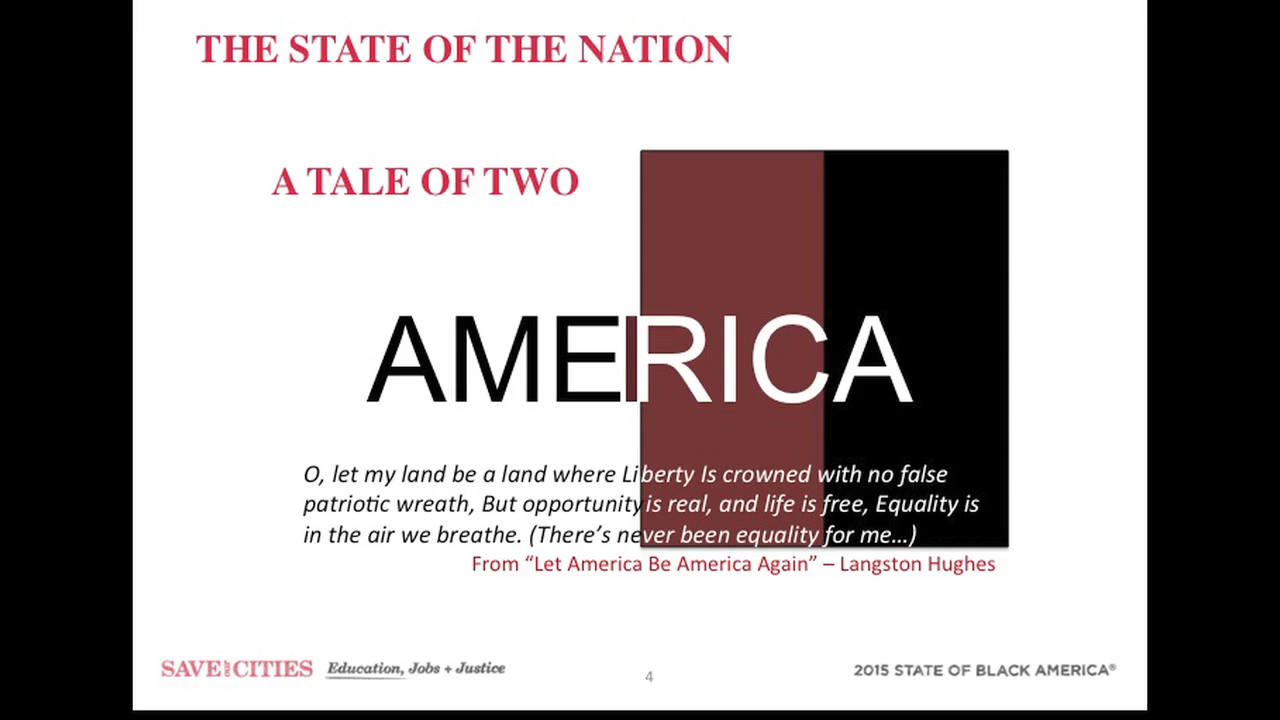 THE STATE OF THE NATION
A TALE OF TWO
AMERICA
O, let my land be a land where Liberty Is crowned with no false
patriotic wreath, But opportunity is real, and life is free, Equality is
in the air we breathe. (There’s never been equality for me…)
From “Let America Be America Again” – Langston Hughes
SAVE OUR CITIES Education, Jobs + Justice
4
2015 STATE OF BLACK AMERICA®